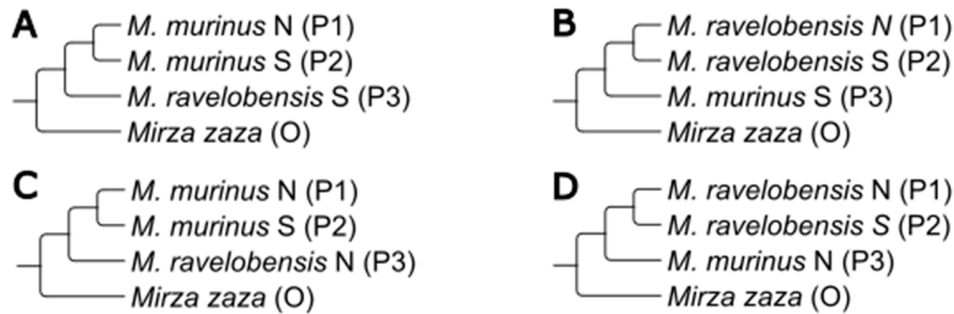 A
M. murinus N (P1)
M. murinus S (P2)
M. ravelobensis S (P3)
Mirza zaza (O)
B
M. ravelobensis N (P1)
M. ravelobensis S (P2)
M. murinus S (P3)
Mirza zaza (O)
C
M. murinus N (P1)
M. murinus S (P2)
M. ravelobensis N (P3)
Mirza zaza (O)
D
M. ravelobensis N (P1)
M. ravelobensis S (P2)
M. murinus N (P3)
Mirza zaza (O)